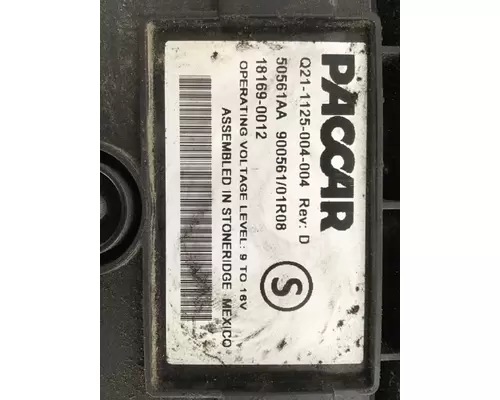 PACCAR
Q21-1125-004-004 Rev: D
50561AA 900561/01R08
18169-0012
S
OPERATING VOLTAGE LEVEL: 9 TO 16V
ASSEMBLED IN STONERIDGE MEXICO